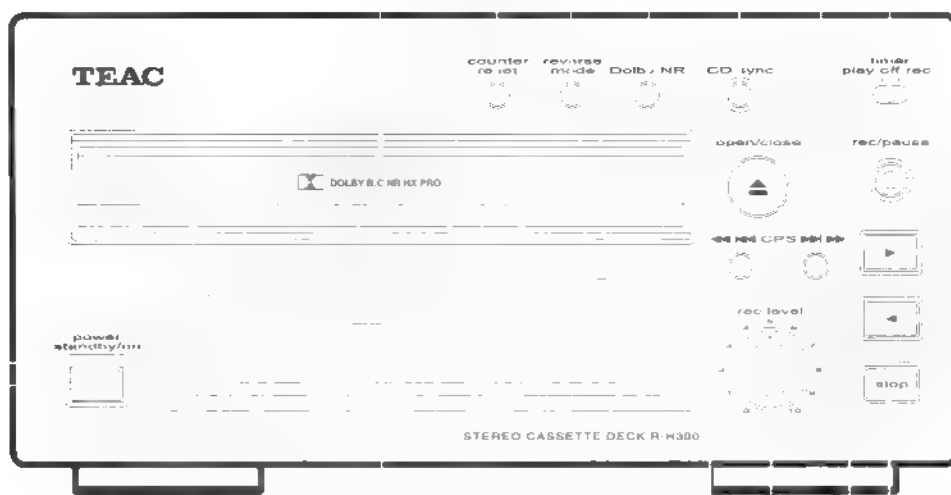 TEAC
counter
reset
reverse
mode
Dolby NR
CD sync
timer
play off rec
open/close
rec/pause
DOLBY B.C NR HX PRO
CPS
rec level
power
standby/on
stop
STEREO CASSETTE DECK R-H300